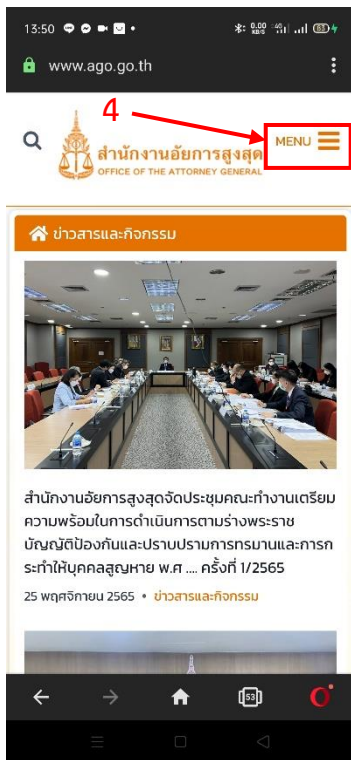 13:50
0.00 KB/S 4G 53
www.ago.go.th
4
สำนักงานอัยการสูงสุด
OFFICE OF THE ATTORNEY GENERAL
MENU
ข่าวสารและกิจกรรม
สำนักงานอัยการสูงสุดจัดประชุมคณะทำงานเตรียม
ความพร้อมในการดำเนินการตามร่างพระราช
บัญญัติป้องกันและปราบปรามการทรมานและการก
ระทำให้บุคคลสูญหาย พ.ศ .... ครั้งที่ 1/2565
25 พฤศจิกายน 2565 • ข่าวสารและกิจกรรม
53